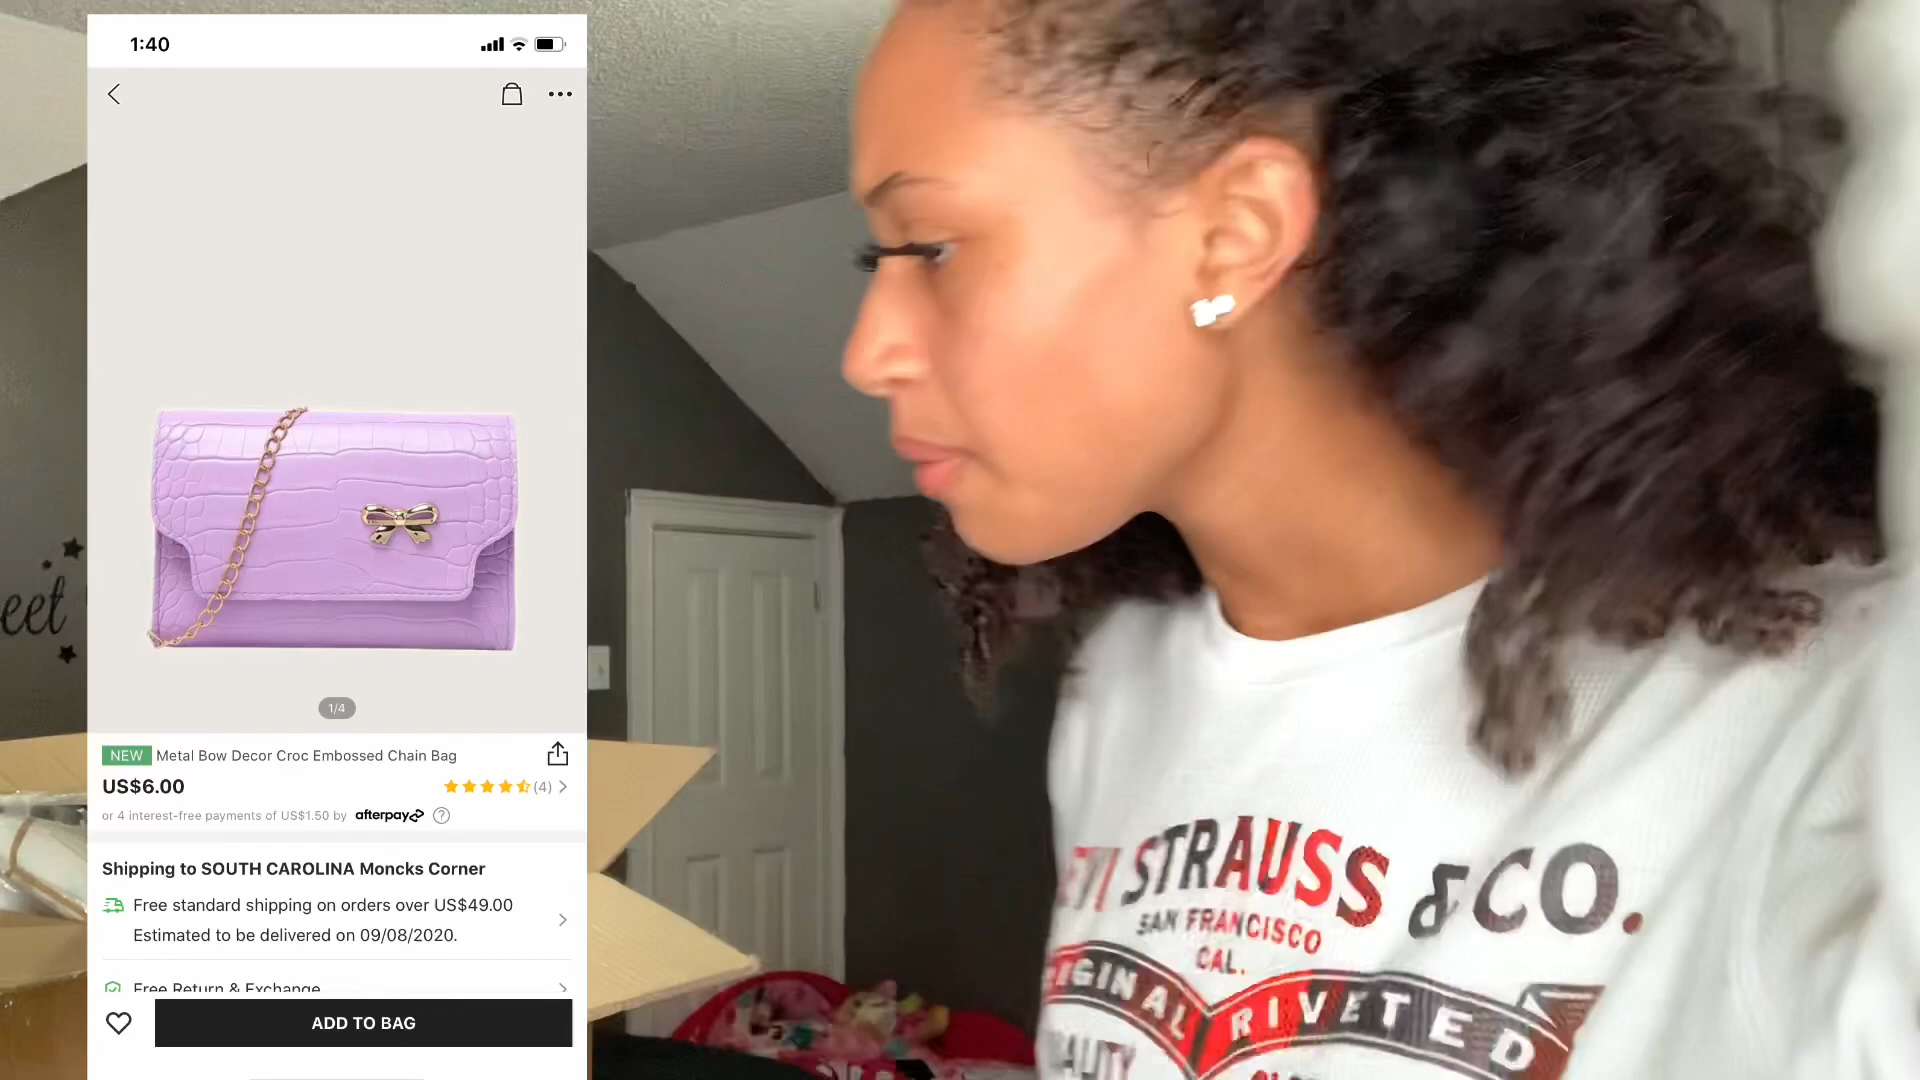 1:40
1/4
NEW Metal Bow Decor Croc Embossed Chain Bag
US$6.00
(4)
or 4 interest-free payments of US$1.50 by afterpay
?
Shipping to SOUTH CAROLINA Moncks Corner
Free standard shipping on orders over US$49.00
Estimated to be delivered on 09/08/2020.
Free Return & Exchange
ADD TO BAG
eet
STRAUSS & CO.
SAN FRANCISCO
CAL.
RIVETED